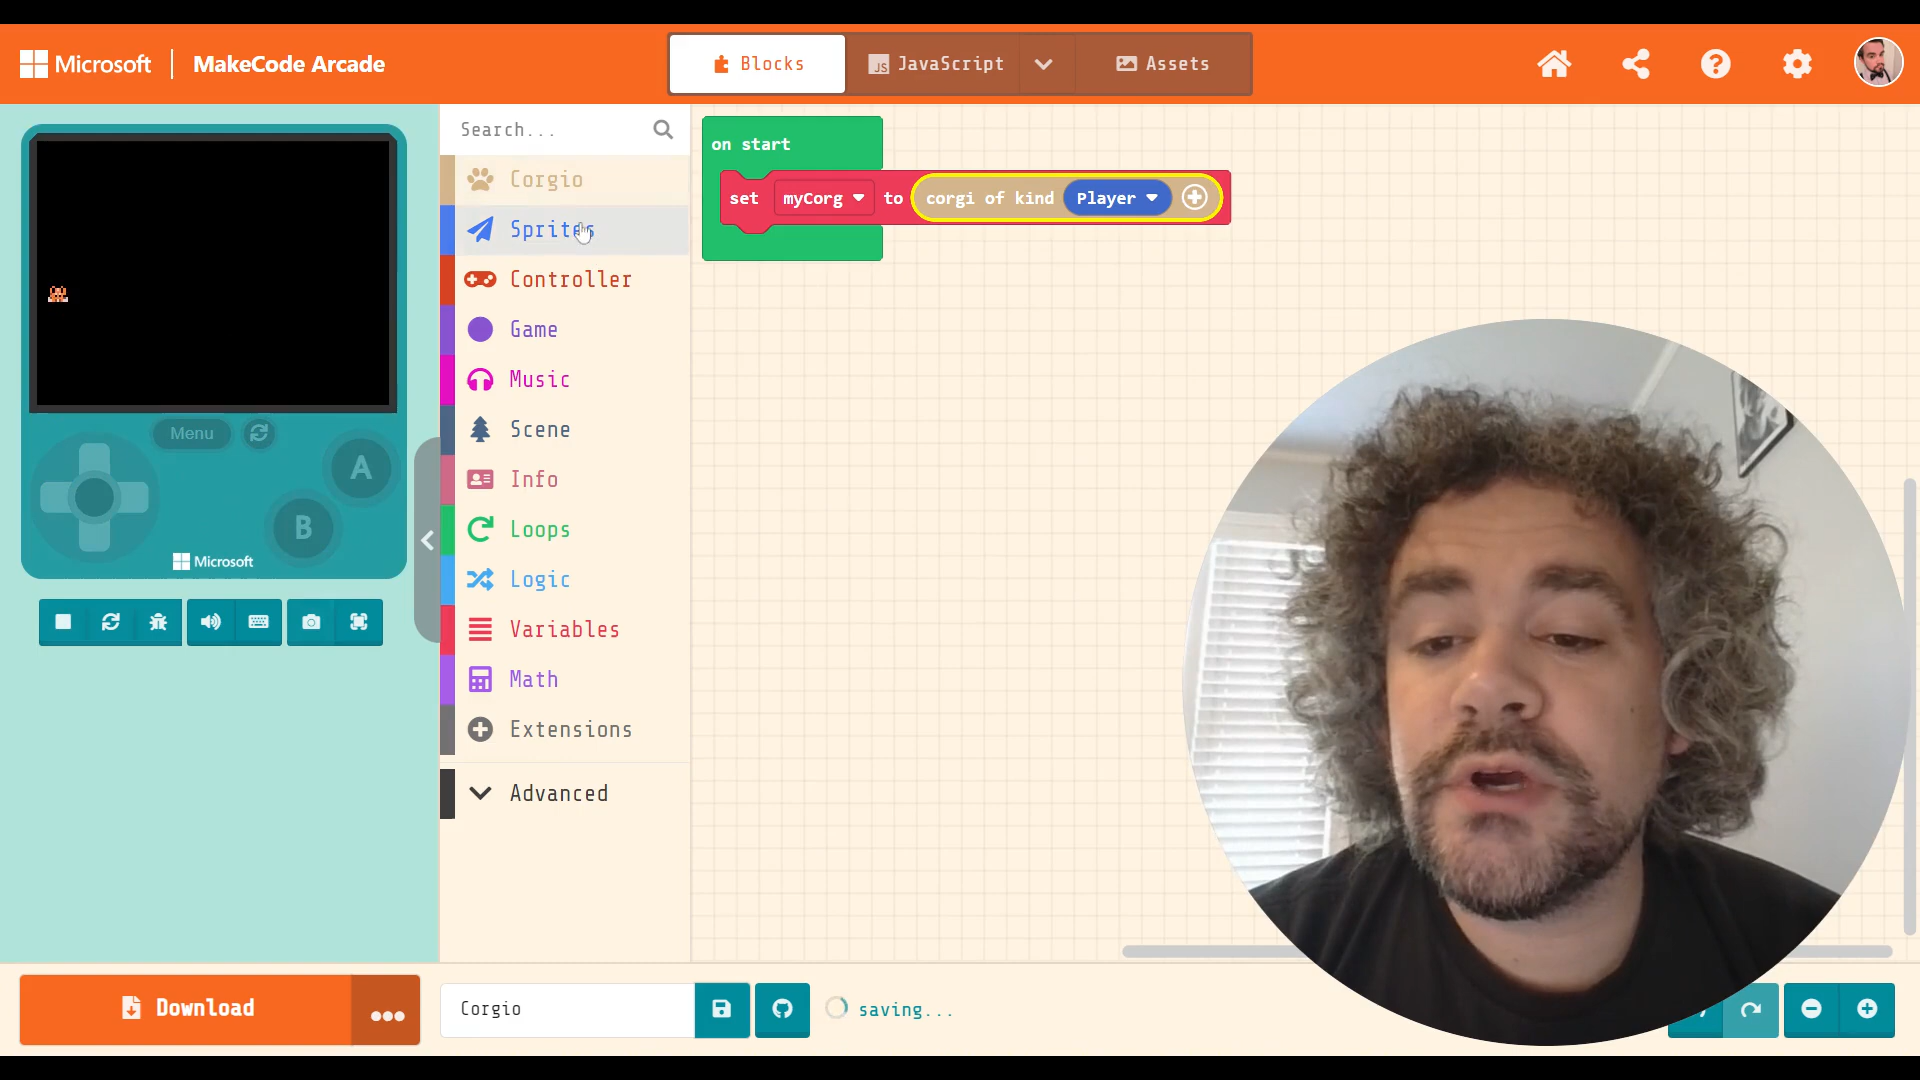 Microsoft | MakeCode Arcade
Blocks
JS JavaScript
Assets
Search...
Corgio
Sprites
Controller
Game
Music
Scene
Info
Loops
Logic
Variables
Math
Extensions
Advanced
on start
set myCorg to corgi of kind Player
Menu
A
B
Microsoft
Download
Corgio
saving...